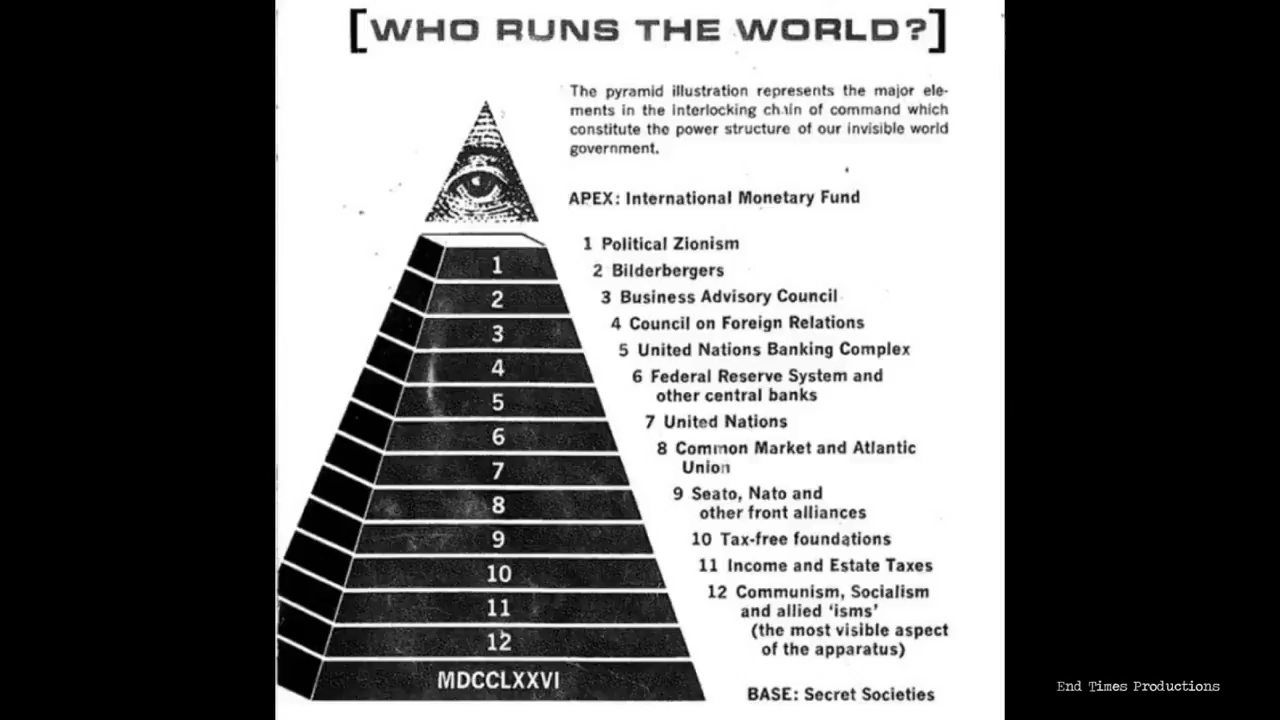 [WHO RUNS THE WORLD?]
The pyramid illustration represents the major ele-
ments in the interlocking chain of command which
constitute the power structure of our invisible world
government.
APEX: International Monetary Fund
1 Political Zionism
2 Bilderbergers
3 Business Advisory Council
4 Council on Foreign Relations
5 United Nations Banking Complex
6 Federal Reserve System and
other central banks
7 United Nations
8 Common Market and Atlantic
Union
9 Seato, Nato and
other front alliances
10 Tax-free foundations
11 Income and Estate Taxes
12 Communism, Socialism
and allied ‘isms’
(the most visible aspect
of the apparatus)
BASE: Secret Societies
1
2
3
4
5
6
7
8
9
10
11
12
MDCCLXXVI
End Times Productions